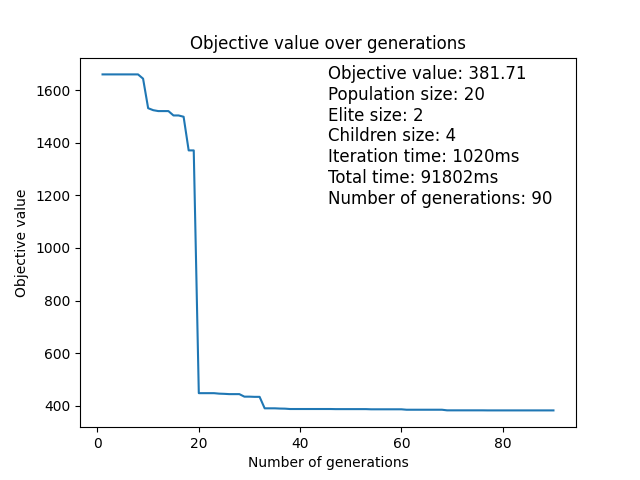 Objective value over generations
Objective value: 381.71
Population size: 20
Elite size: 2
Children size: 4
Iteration time: 1020ms
Total time: 91802ms
Number of generations: 90
Objective value
1600
1400
1200
1000
800
600
400
0 20 40 60 80
Number of generations